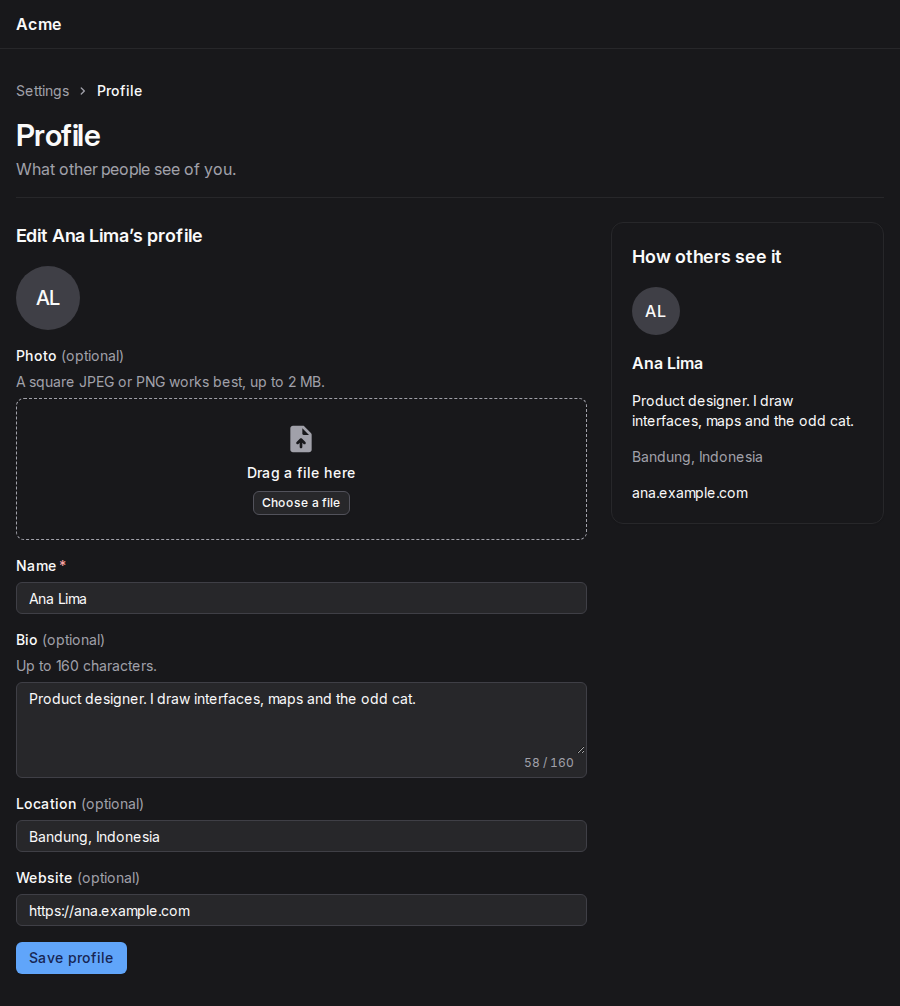 Acme
Settings
Profile
Profile
What other people see of you.
Edit Ana Lima’s profile
AL
Photo (optional)
A square JPEG or PNG works best, up to 2 MB.
Drag a file here
Choose a file
Name *
Ana Lima
Bio (optional)
Up to 160 characters.
Product designer. I draw interfaces, maps and the odd cat.
58 / 160
Location (optional)
Bandung, Indonesia
Website (optional)
https://ana.example.com
Save profile
How others see it
AL
Ana Lima
Product designer. I draw
interfaces, maps and the odd cat.
Bandung, Indonesia
ana.example.com